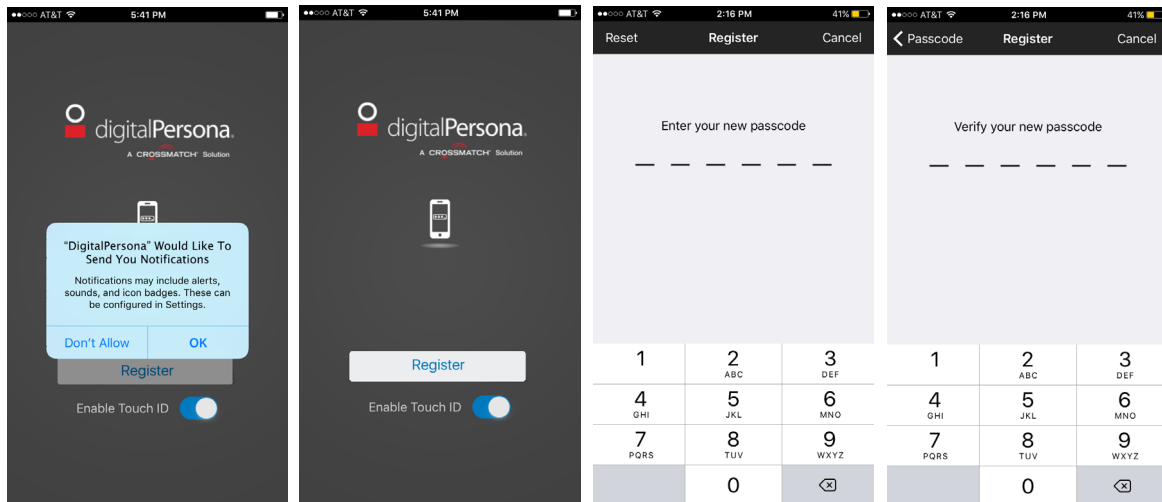 AT&T 5:41 PM
digitalPersona.
A CROSSMATCH® Solution
“DigitalPersona” Would Like To
Send You Notifications
Notifications may include alerts,
sounds, and icon badges. These can
be configured in Settings.
Don’t Allow OK
Register
Enable Touch ID
AT&T 5:41 PM
digitalPersona.
A CROSSMATCH® Solution
Register
Enable Touch ID
AT&T 2:16 PM 41%
Reset Register Cancel
Enter your new passcode
1 2 3
ABC DEF
4 5 6
GHI JKL MNO
7 8 9
PQRS TUV WXYZ
0
AT&T 2:16 PM 41%
Passcode Register Cancel
Verify your new passcode
1 2 3
ABC DEF
4 5 6
GHI JKL MNO
7 8 9
PQRS TUV WXYZ
0